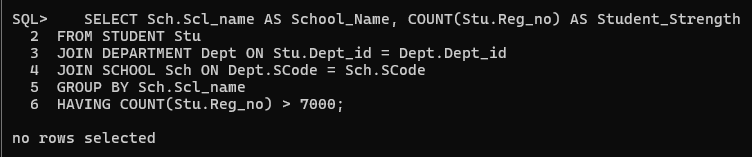 SQL>    SELECT Sch.Scl_name AS School_Name, COUNT(Stu.Reg_no) AS Student_Strength
  2  FROM STUDENT Stu
  3  JOIN DEPARTMENT Dept ON Stu.Dept_id = Dept.Dept_id
  4  JOIN SCHOOL Sch ON Dept.SCode = Sch.SCode
  5  GROUP BY Sch.Scl_name
  6  HAVING COUNT(Stu.Reg_no) > 7000;
no rows selected